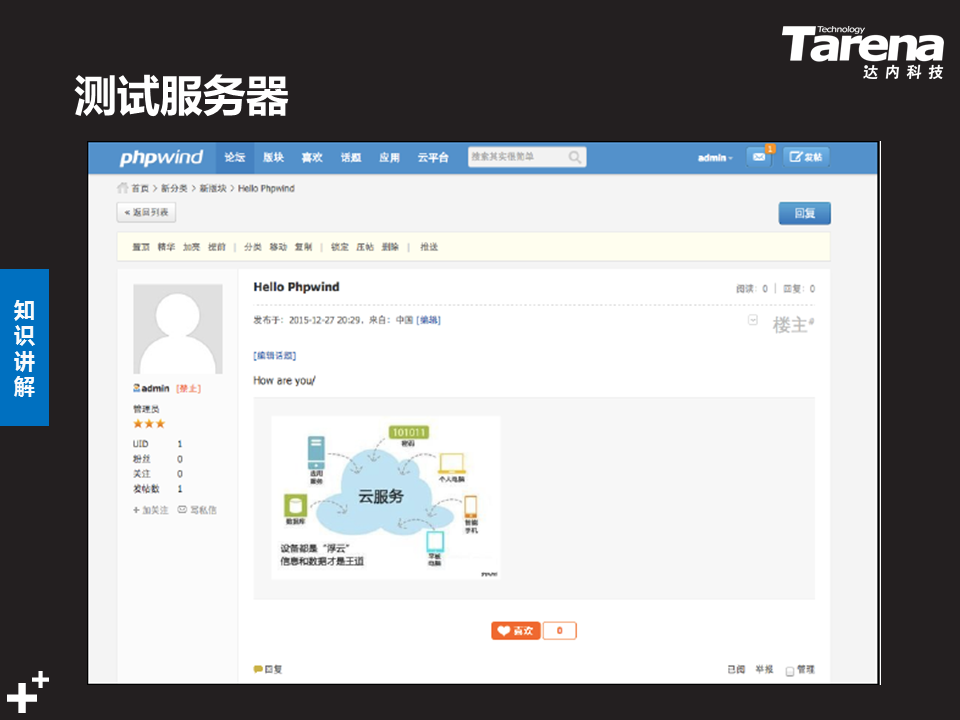 Technology
Tarena
达内科技
测试服务器
知识讲解
phpwind 论坛 版块 喜欢 话题 应用 云平台 搜索其实很简单 admin 1 发帖
首页 > 新分类 > 新版块 > Hello Phpwind
« 返回列表 回复
置顶 精华 加亮 提前 | 分类 移动 复制 | 锁定 压帖 删除 | 推送
Hello Phpwind 阅读: 0 | 回复: 0
发布于: 2015-12-27 20:29, 来自: 中国 [编辑] 楼主#
[编辑话题]
How are you/
admin [禁止]
管理员
UID 1
粉丝 0
关注 0
发帖数 1
+ 加关注 写私信
101011
密码
应用
服务
个人电脑
云服务
数据库
智能
手机
平板
电脑
设备都是“浮云”
信息和数据才是王道
喜欢 0
回复 已阅 举报 管理